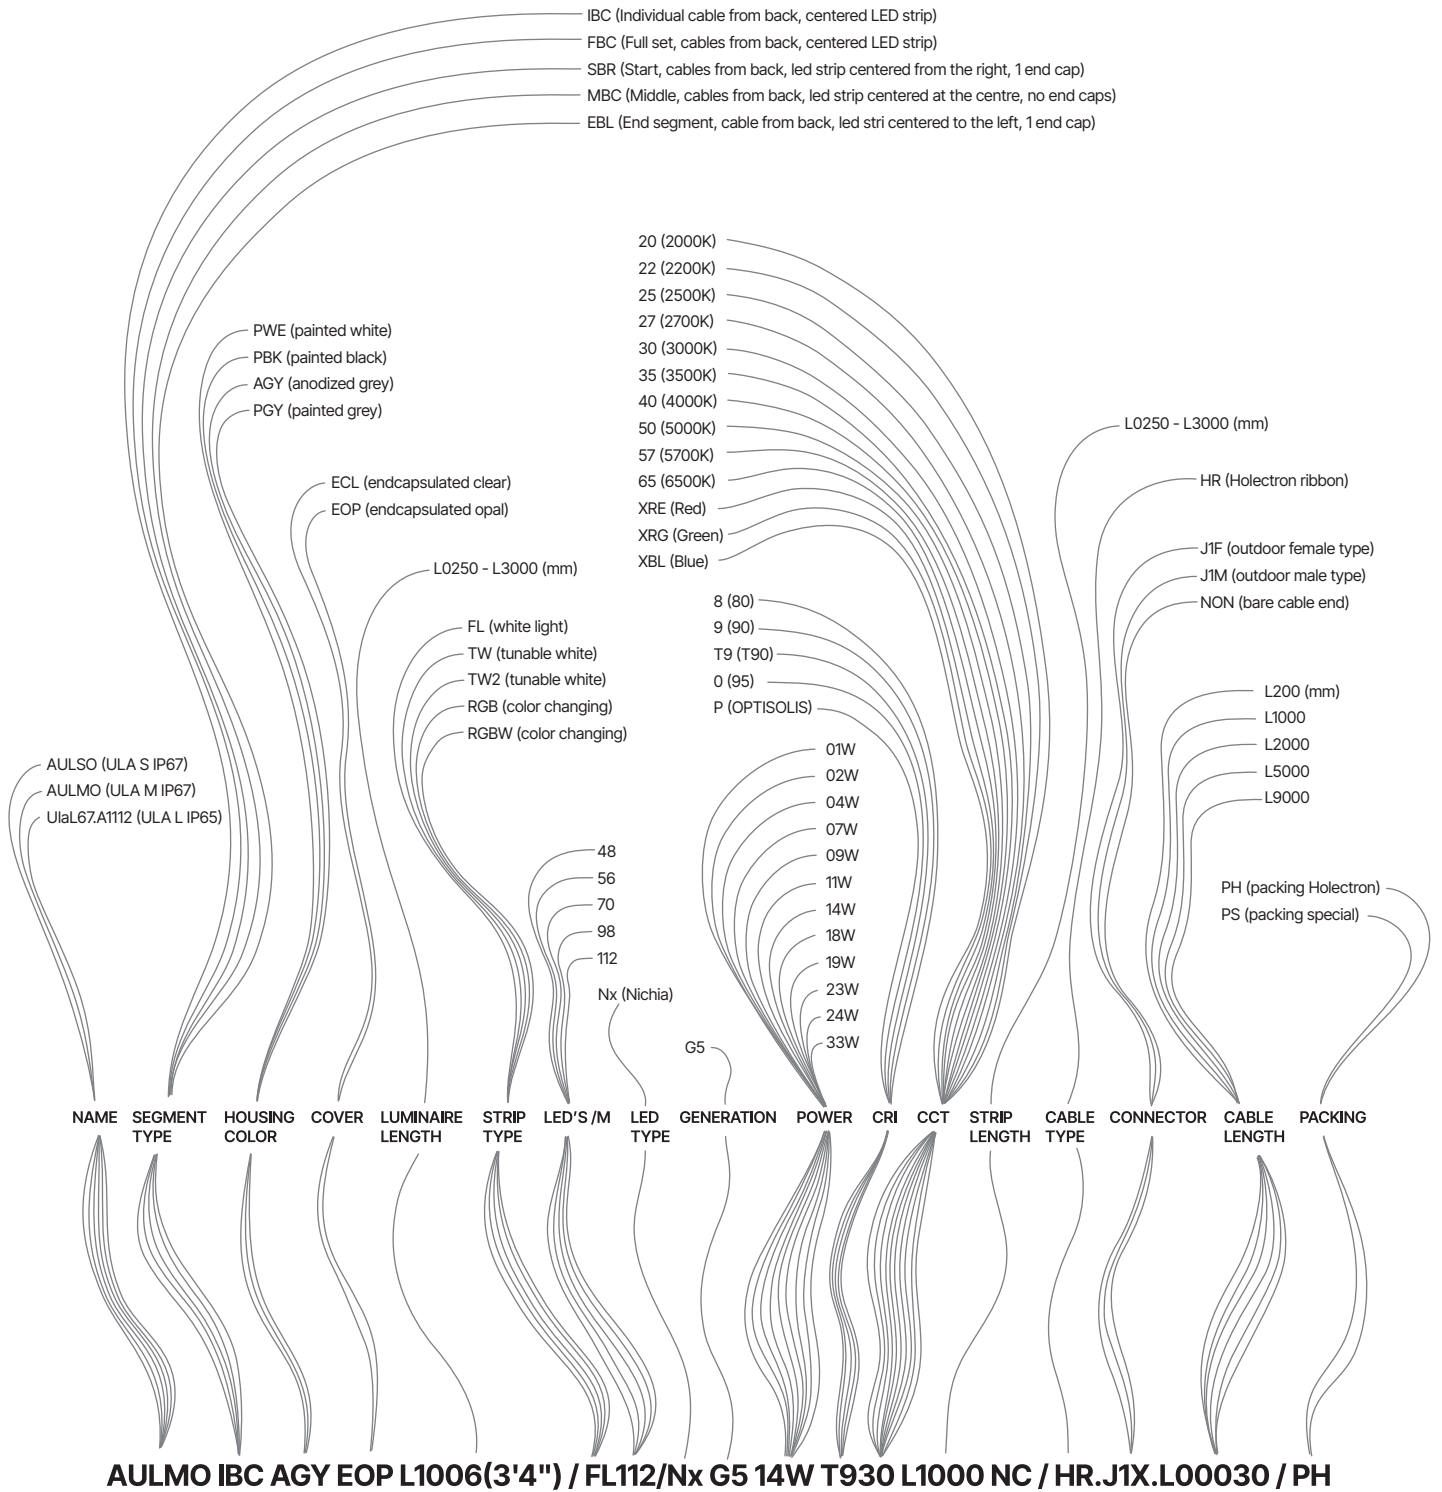 IBC (Individual cable from back, centered LED strip)
FBC (Full set, cables from back, centered LED strip)
SBR (Start, cables from back, led strip centered from the right, 1 end cap)
MBC (Middle, cables from back, led strip centered at the centre, no end caps)
EBL (End segment, cable from back, led stri centered to the left, 1 end cap)
20 (2000K)
22 (2200K)
25 (2500K)
27 (2700K)
30 (3000K)
35 (3500K)
40 (4000K)
50 (5000K)
57 (5700K)
65 (6500K)
XRE (Red)
XRG (Green)
XBL (Blue)
PWE (painted white)
PBK (painted black)
AGY (anodized grey)
PGY (painted grey)
L0250 - L3000 (mm)
ECL (endcapsulated clear)
EOP (endcapsulated opal)
HR (Holectron ribbon)
J1F (outdoor female type)
J1M (outdoor male type)
NON (bare cable end)
L0250 - L3000 (mm)
8 (80)
9 (90)
T9 (T90)
0 (95)
P (OPTISOLIS)
FL (white light)
TW (tunable white)
TW2 (tunable white)
RGB (color changing)
RGBW (color changing)
L200 (mm)
L1000
L2000
L5000
L9000
AULSO (ULA S IP67)
AULMO (ULA M IP67)
UlaL67.A1112 (ULA L IP65)
01W
02W
04W
07W
09W
11W
14W
18W
19W
23W
24W
33W
48
56
70
98
112
PH (packing Holectron)
PS (packing special)
Nx (Nichia)
G5
NAME
SEGMENT
TYPE
HOUSING
COLOR
COVER
LUMINAIRE
LENGTH
STRIP
TYPE
LED'S /M
LED
TYPE
GENERATION
POWER
CRI
CCT
STRIP
LENGTH
CABLE
TYPE
CONNECTOR
CABLE
LENGTH
PACKING
AULMO IBC AGY EOP L1006(3'4") / FL112/Nx G5 14W T930 L1000 NC / HR.J1X.L00030 / PH